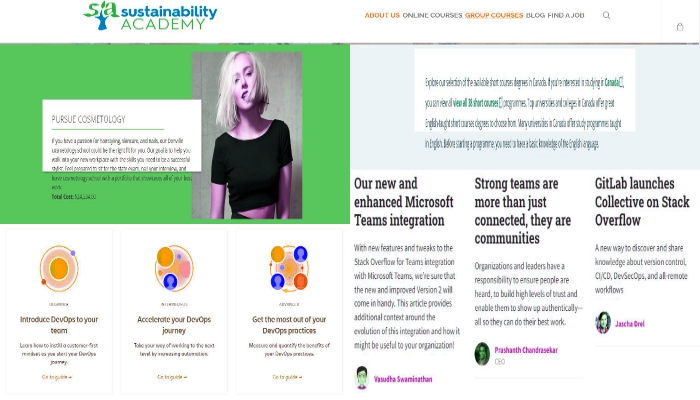 sustainability
ACADEMY
ABOUT US ONLINE COURSES GROUP COURSES BLOG FIND A JOB
PURSUE COSMETOLOGY
If you have a passion for hairstyling, skincare, and nails, our Denville
cosmetology school could be the right fit for you. Our goal is to help you
walk into your new workplace with the skills you need to be a successful
stylist. Feel prepared to sit for the state exam, nail your interview, and
leave cosmetology school with a portfolio that showcases all of your best
work.
Total Cost:
Explore our selection of the available short courses degrees in Canada. If you're interested in studying in Canada,
you can view all 38 short courses programmes. Top universities and colleges in Canada offer great
English-taught short courses degrees to choose from. Many universities in Canada offer study programmes taught
in English. Before starting a programme, you need to have a basic knowledge of the English language.
Introduce DevOps to your
team
Learn how to instill a customer-first
mindset as you start your DevOps
journey.
Go to guide →
Accelerate your DevOps
journey
Take your way of working to the next
level by increasing automation.
Go to guide →
ADVANCED
Get the most out of your
DevOps practices
Measure and quantify the benefits of
your DevOps practices.
Go to guide →
Our new and
enhanced Microsoft
Teams integration
With new features and tweaks to the
Stack Overflow for Teams integration
with Microsoft Teams, we're sure that
the new and improved Version 2 will
come in handy. This article provides
additional context around the
evolution of this integration and how it
might be useful to your organization!
Vasudha Swaminathan
Strong teams are
more than just
connected, they are
communities
Organizations and leaders have a
responsibility to ensure people are
heard, to build high levels of trust and
enable them to show up authentically—
all so they can do their best work.
Prashanth Chandrasekar
CEO
GitLab launches
Collective on Stack
Overflow
A new way to discover and share
knowledge about version control,
CI/CD, DevSecOps, and all-remote
workflows
Jascha Drel